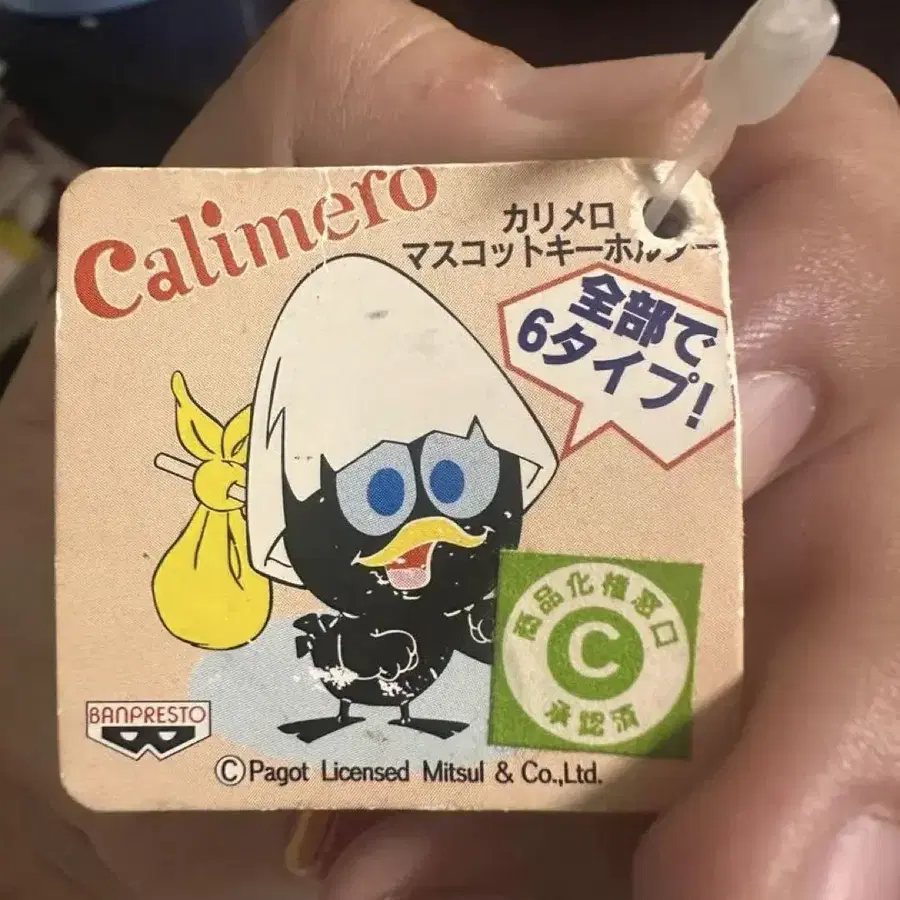 Calimero
カリメロ
マスコットキーホルダー
全部で
6タイプ!
商品化権窓口
C
承認済
BANPRESTO
©Pagot Licensed Mitsui & Co.,Ltd.